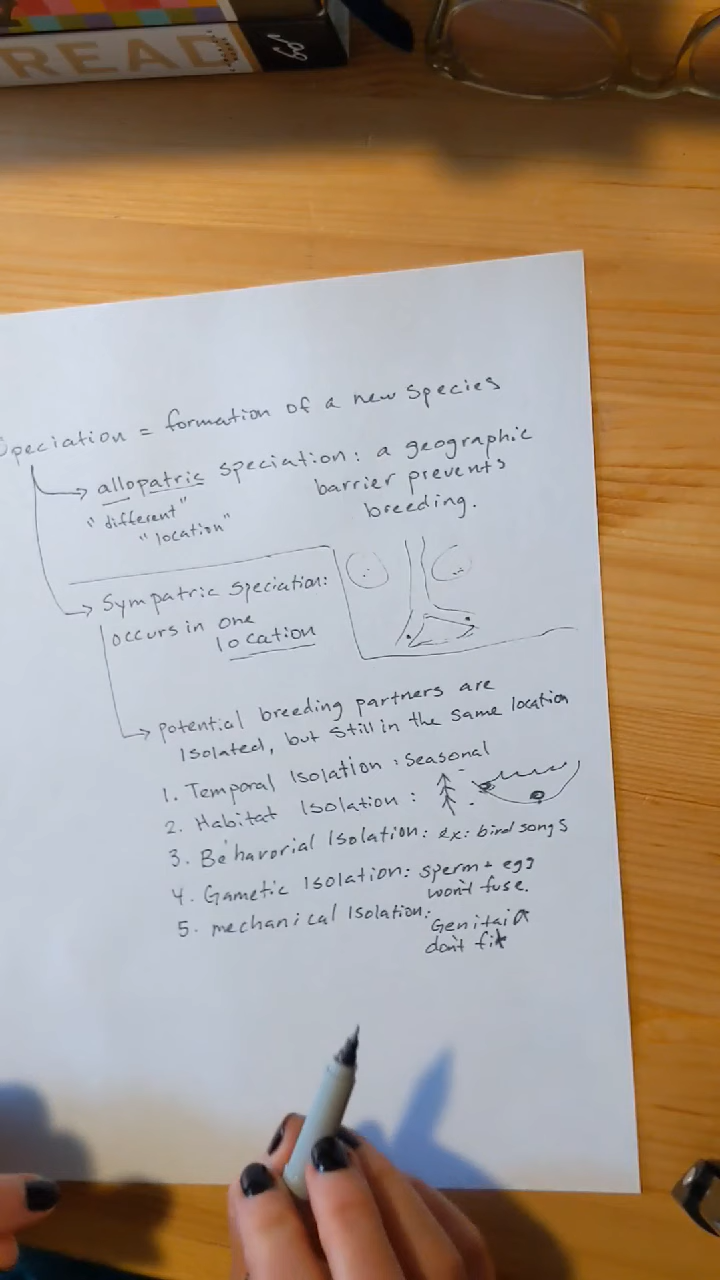 READ
Speciation = formation of a new species
allopatric speciation: a geographic
barrier prevents
breeding.
"different"
"location"
Sympatric speciation:
occurs in one
location
potential breeding partners are
isolated, but still in the same location
1. Temporal Isolation: seasonal
2. Habitat Isolation:
3. Behavorial Isolation: ex: bird songs
4. Gametic Isolation: sperm + egg
won't fuse.
5. mechanical Isolation:
Genitaia
don't fit